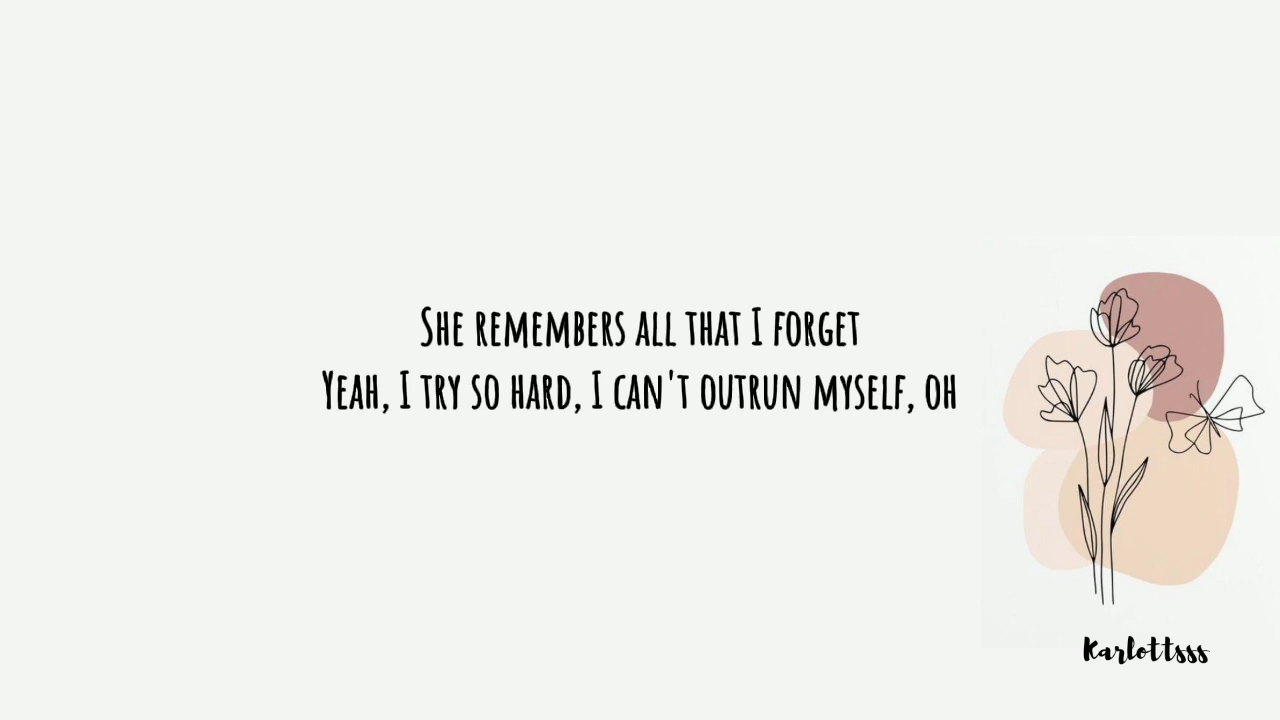 She remembers all that I forget
Yeah, I try so hard, I can't outrun myself, oh
Karlottsss